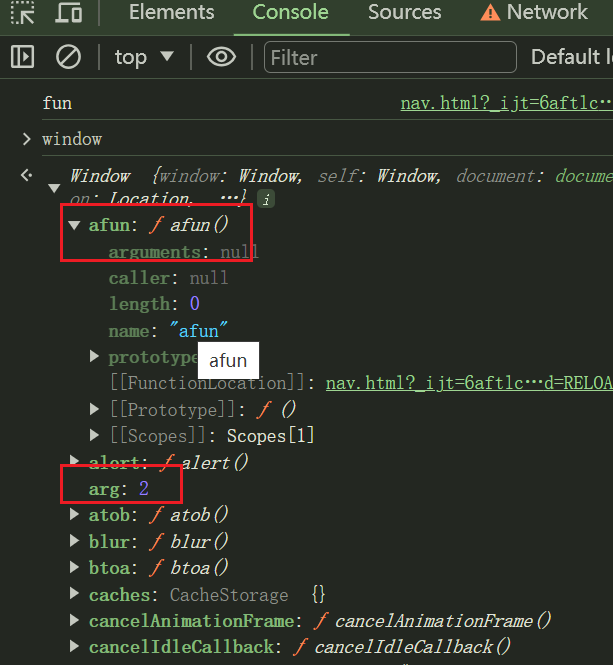 Elements Console Sources Network
top Filter Default l
fun nav.html?_ijt=6aftlc…
window
Window {window: Window, self: Window, document: docume
on: Location, …} i
afun: ƒ afun()
arguments: null
caller: null
length: 0
name: "afun"
prototype
afun
[[FunctionLocation]]: nav.html?_ijt=6aftlc…d=RELOA
[[Prototype]]: ƒ ()
[[Scopes]]: Scopes[1]
alert: ƒ alert()
arg: 2
atob: ƒ atob()
blur: ƒ blur()
btoa: ƒ btoa()
caches: CacheStorage {}
cancelAnimationFrame: ƒ cancelAnimationFrame()
cancelIdleCallback: ƒ cancelIdleCallback()